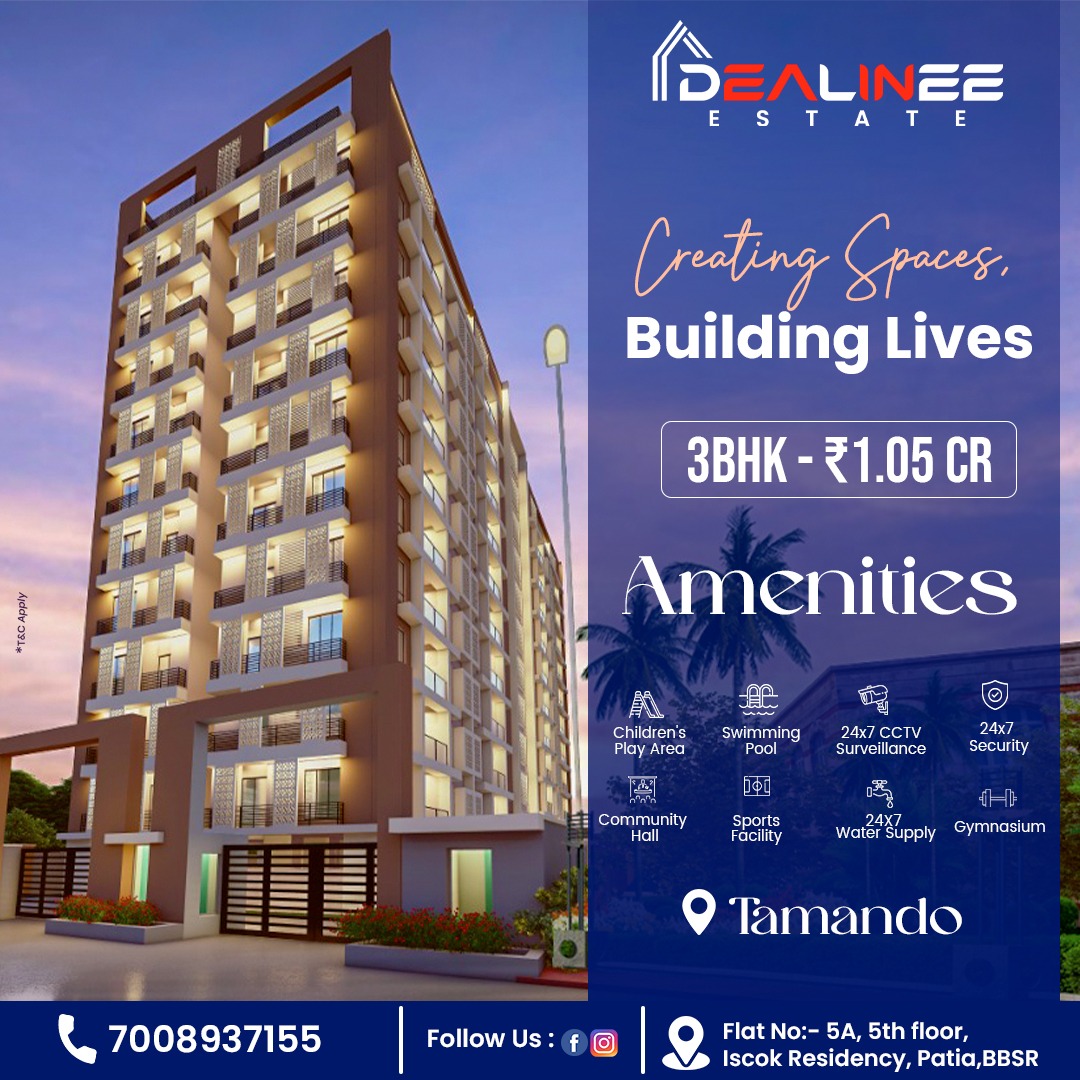 DEALINEE
ESTATE
Creating Spaces,
Building Lives
3BHK - ₹1.05 CR
Amenities
Children's
Play Area
Swimming
Pool
24x7 CCTV
Surveillance
24x7
Security
Community
Hall
Sports
Facility
24X7
Water Supply
Gymnasium
Tamando
*T&C Apply
7008937155
Follow Us :
Flat No:- 5A, 5th floor,
Iscok Residency, Patia,BBSR